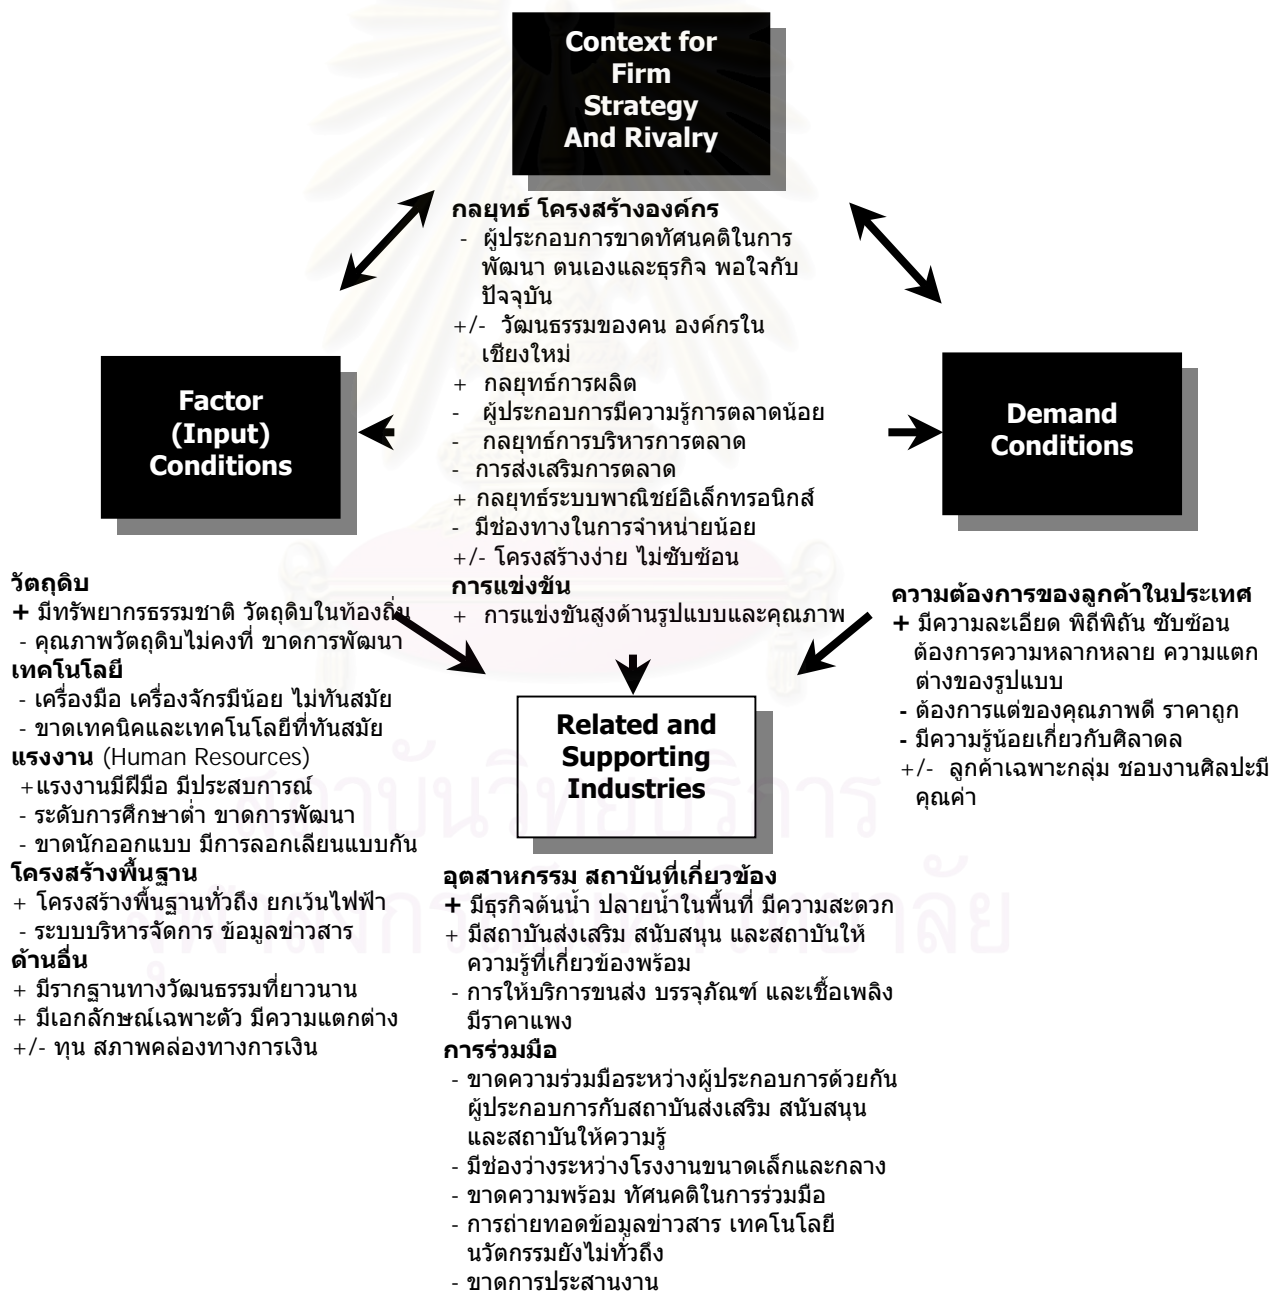 Context for
Firm
Strategy
And Rivalry
กลยุทธ์ โครงสร้างองค์กร
- ผู้ประกอบการขาดทัศนคติในการ
พัฒนา ตนเองและธุรกิจ พอใจกับ
ปัจจุบัน
+/- วัฒนธรรมของคน องค์กรใน
เชียงใหม่
+ กลยุทธ์การผลิต
- ผู้ประกอบการมีความรู้การตลาดน้อย
- กลยุทธ์การบริหารการตลาด
- การส่งเสริมการตลาด
+ กลยุทธ์ระบบพาณิชย์อิเล็กทรอนิกส์
- มีช่องทางในการจำหน่ายน้อย
+/- โครงสร้างง่าย ไม่ซับซ้อน
การแข่งขัน
+ การแข่งขันสูงด้านรูปแบบและคุณภาพ
Factor
(Input)
Conditions
วัตถุดิบ
+ มีทรัพยากรธรรมชาติ วัตถุดิบในท้องถิ่น
- คุณภาพวัตถุดิบไม่คงที่ ขาดการพัฒนา
เทคโนโลยี
- เครื่องมือ เครื่องจักรมีน้อย ไม่ทันสมัย
- ขาดเทคนิคและเทคโนโลยีที่ทันสมัย
แรงงาน (Human Resources)
+แรงงานมีฝีมือ มีประสบการณ์
- ระดับการศึกษาต่ำ ขาดการพัฒนา
- ขาดนักออกแบบ มีการลอกเลียนแบบกัน
โครงสร้างพื้นฐาน
+ โครงสร้างพื้นฐานทั่วถึง ยกเว้นไฟฟ้า
- ระบบบริหารจัดการ ข้อมูลข่าวสาร
ด้านอื่น
+ มีรากฐานทางวัฒนธรรมที่ยาวนาน
+ มีเอกลักษณ์เฉพาะตัว มีความแตกต่าง
+/- ทุน สภาพคล่องทางการเงิน
Demand
Conditions
ความต้องการของลูกค้าในประเทศ
+ มีความละเอียด พิถีพิถัน ซับซ้อน
ต้องการความหลากหลาย ความแตก
ต่างของรูปแบบ
- ต้องการแต่ของคุณภาพดี ราคาถูก
- มีความรู้น้อยเกี่ยวกับศิลาดล
+/- ลูกค้าเฉพาะกลุ่ม ชอบงานศิลปะมี
คุณค่า
Related and
Supporting
Industries
อุตสาหกรรม สถาบันที่เกี่ยวข้อง
+ มีธุรกิจต้นน้ำ ปลายน้ำในพื้นที่ มีความสะดวก
+ มีสถาบันส่งเสริม สนับสนุน และสถาบันให้
ความรู้ที่เกี่ยวข้องพร้อม
- การให้บริการขนส่ง บรรจุภัณฑ์ และเชื้อเพลิง
มีราคาแพง
การร่วมมือ
- ขาดความร่วมมือระหว่างผู้ประกอบการด้วยกัน
ผู้ประกอบการกับสถาบันส่งเสริม สนับสนุน
และสถาบันให้ความรู้
- มีช่องว่างระหว่างโรงงานขนาดเล็กและกลาง
- ขาดความพร้อม ทัศนคติในการร่วมมือ
- การถ่ายทอดข้อมูลข่าวสาร เทคโนโลยี
นวัตกรรมยังไม่ทั่วถึง
- ขาดการประสานงาน
สถาบันวิทยบริการ
จุฬาลงกรณ์มหาวิทยาลัย